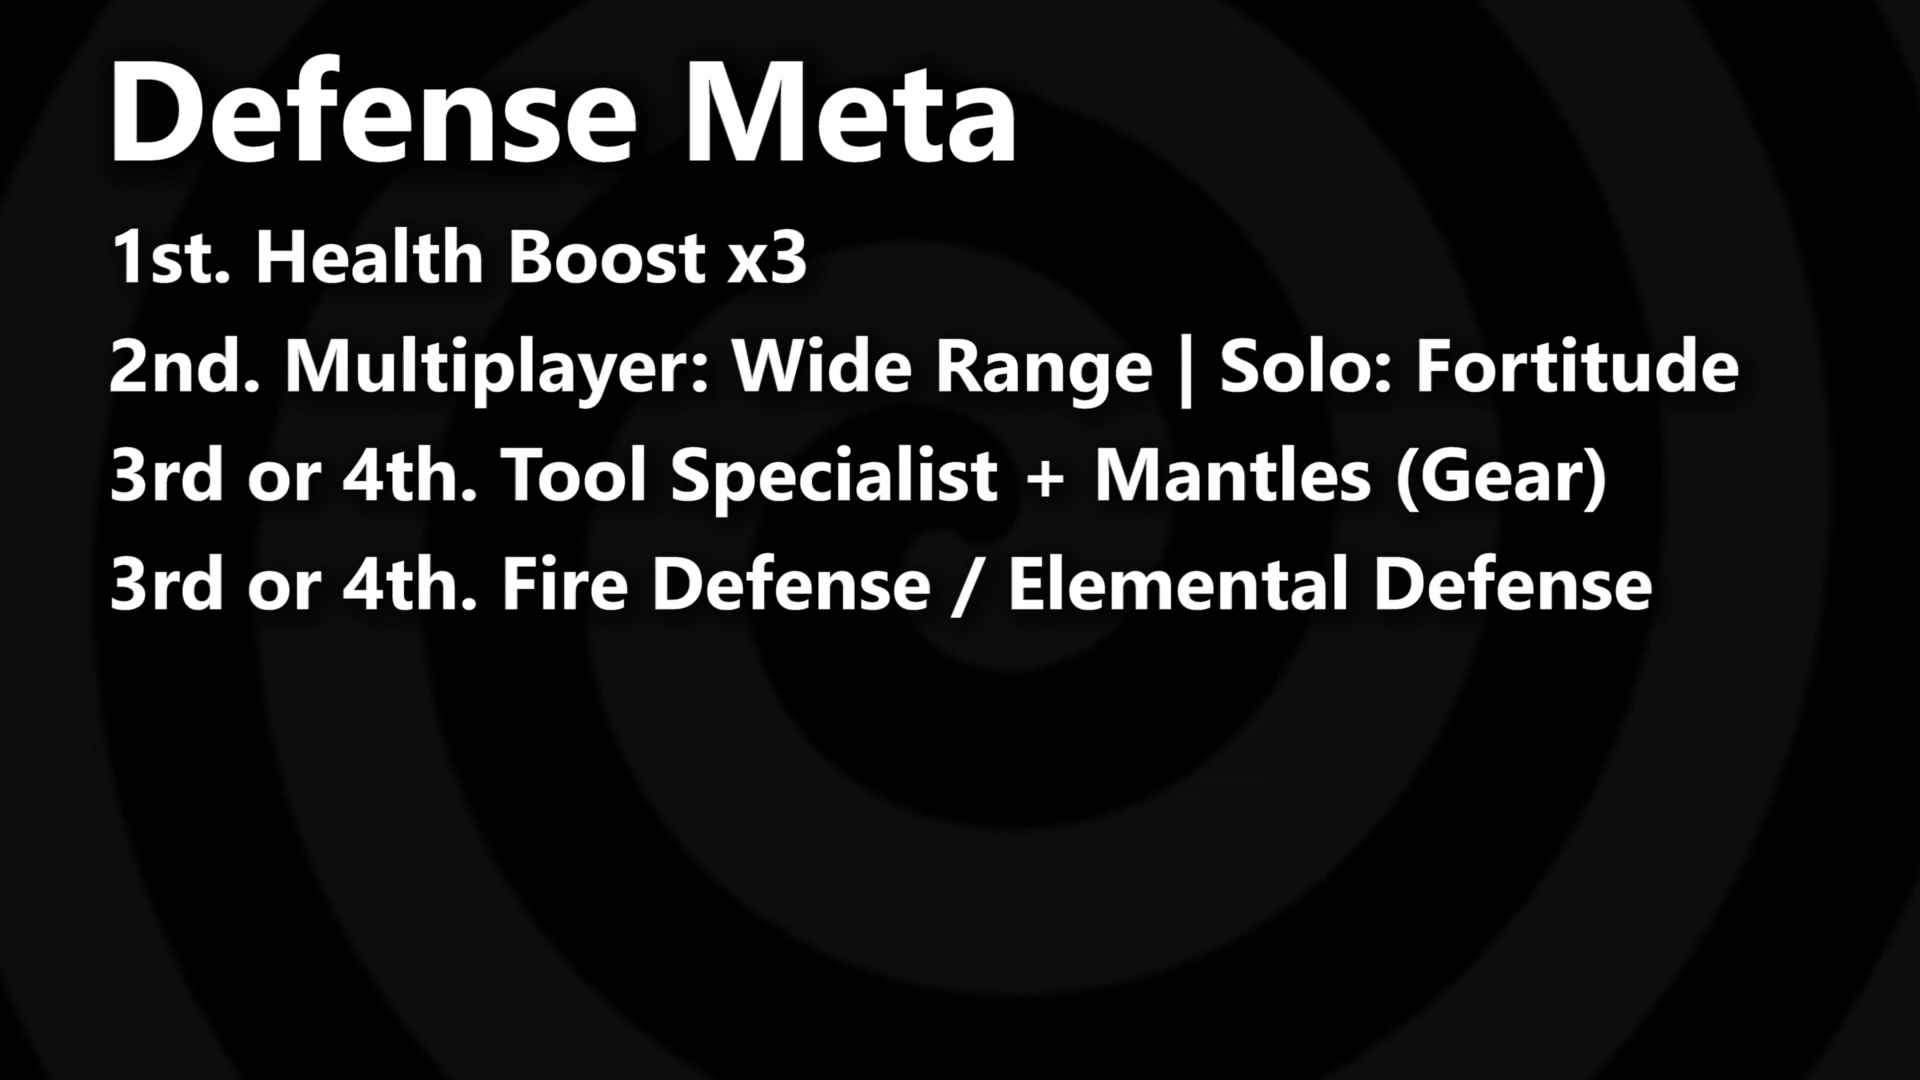 Defense Meta
1st. Health Boost x3
2nd. Multiplayer: Wide Range | Solo: Fortitude
3rd or 4th. Tool Specialist + Mantles (Gear)
3rd or 4th. Fire Defense / Elemental Defense